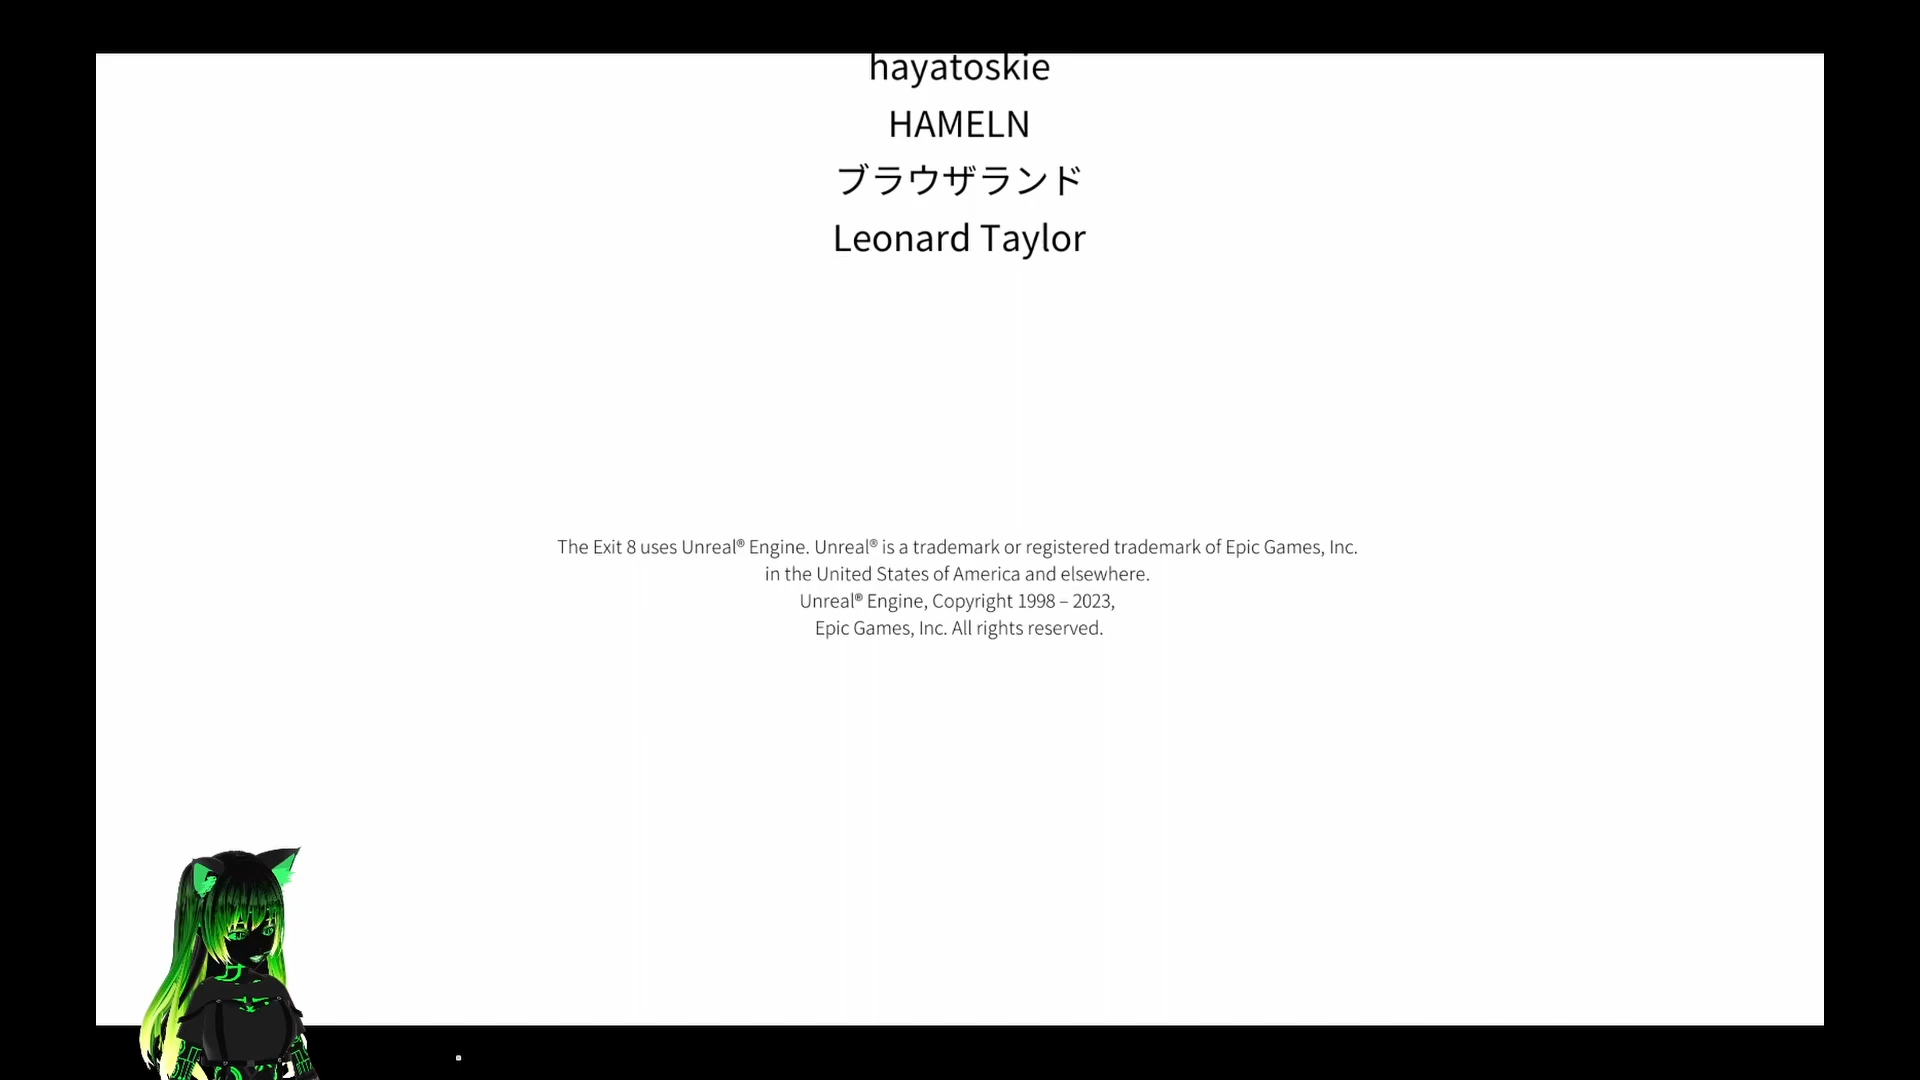 hayatoskie
HAMELN
ブラウザランド
Leonard Taylor
The Exit 8 uses Unreal® Engine. Unreal® is a trademark or registered trademark of Epic Games, Inc.
in the United States of America and elsewhere.
Unreal® Engine, Copyright 1998 – 2023,
Epic Games, Inc. All rights reserved.